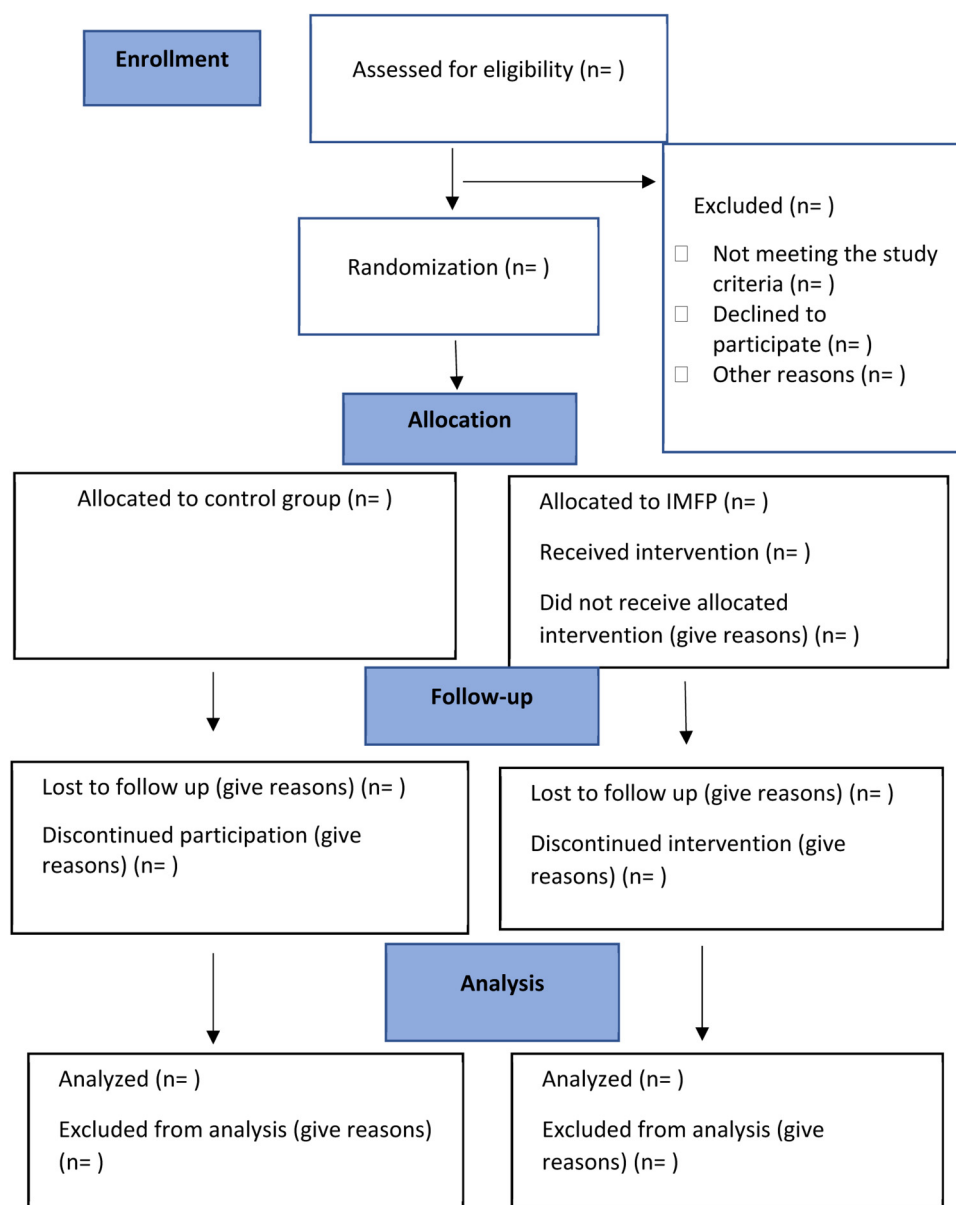 Enrollment
Assessed for eligibility (n= )
Excluded (n= )
Not meeting the study
criteria (n= )
Declined to
participate (n= )
Other reasons (n= )
Randomization (n= )
Allocation
Allocated to control group (n= )
Allocated to IMFP (n= )
Received intervention (n= )
Did not receive allocated
intervention (give reasons) (n= )
Follow-up
Lost to follow up (give reasons) (n= )
Discontinued participation (give
reasons) (n= )
Lost to follow up (give reasons) (n= )
Discontinued intervention (give
reasons) (n= )
Analysis
Analyzed (n= )
Excluded from analysis (give reasons)
(n= )
Analyzed (n= )
Excluded from analysis (give
reasons) (n= )